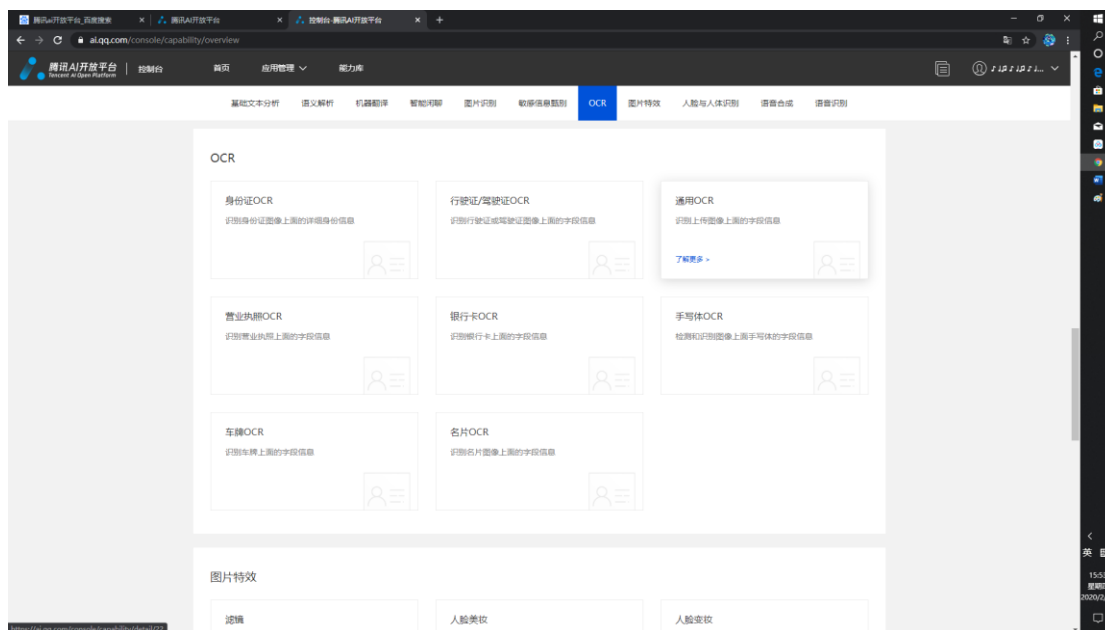 腾讯ai开放平台_百度搜索
腾讯AI开放平台
控制台-腾讯AI开放平台
ai.qq.com/console/capability/overview
腾讯AI开放平台
Tencent AI Open Platform
控制台
首页
应用管理
能力库
基础文本分析 语义解析 机器翻译 智能闲聊 图片识别 敏感信息甄别 OCR 图片特效 人脸与人体识别 语音合成 语音识别
OCR
身份证OCR
识别身份证图像上面的详细身份信息
行驶证/驾驶证OCR
识别行驶证或驾驶证图像上面的字段信息
通用OCR
识别上传图像上面的字段信息
了解更多 »
营业执照OCR
识别营业执照上面的字段信息
银行卡OCR
识别银行卡上面的字段信息
手写体OCR
检测和识别图像上面手写体的字段信息
车牌OCR
识别车牌上面的字段信息
名片OCR
识别名片图像上面的字段信息
图片特效
滤镜
人脸美妆
人脸变妆
https://ai.qq.com/console/capability/detail/22
英
15:53
2020/2/